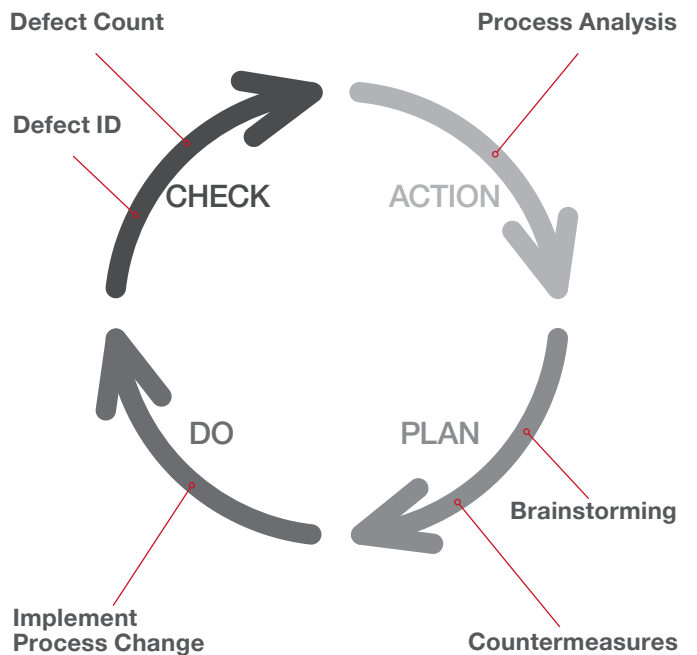 Defect Count
Process Analysis
Defect ID
CHECK
ACTION
DO
PLAN
Brainstorming
Implement
Process Change
Countermeasures